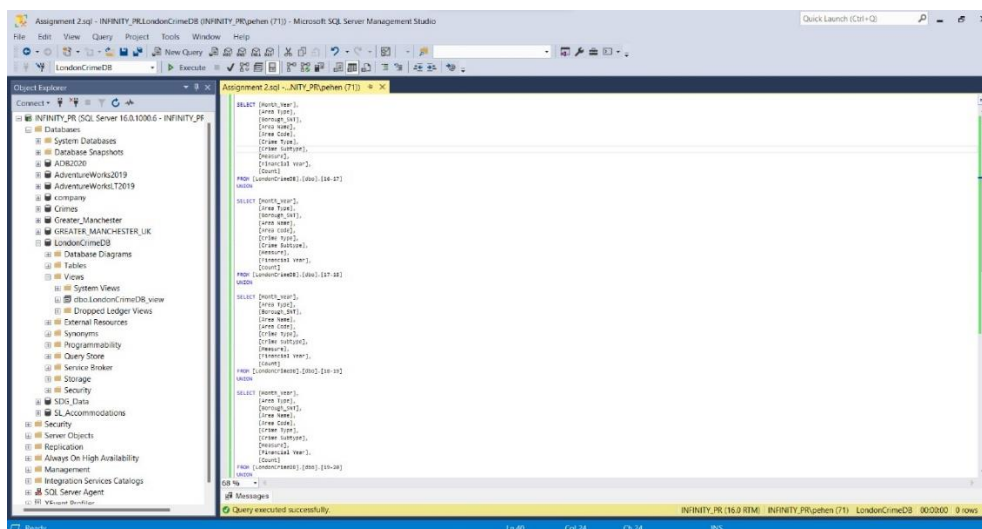 Assignment 2.sql - INFINITY_PR.LondonCrimeDB (INFINITY_PR\pehen (71)) - Microsoft SQL Server Management Studio
Quick Launch (Ctrl+Q)
File Edit View Query Project Tools Window Help
New Query
LondonCrimeDB
Execute
Object Explorer
Assignment 2.sql -...NITY_PR\pehen (71))
Connect
INFINITY_PR (SQL Server 16.0.1000.6 - INFINITY_PF
Databases
System Databases
Database Snapshots
ADB2020
AdventureWorks2019
AdventureWorksLT2019
company
Crimes
Greater_Manchester
GREATER_MANCHESTER_UK
LondonCrimeDB
Database Diagrams
Tables
Views
System Views
dbo.LondonCrimeDB_view
Dropped Ledger Views
External Resources
Synonyms
Programmability
Query Store
Service Broker
Storage
Security
SDG_Data
SL_Accommodations
Security
Server Objects
Replication
Always On High Availability
Management
Integration Services Catalogs
SQL Server Agent
XEvent Profiler
SELECT [Month_Year],
[Area Type],
[Borough_SNT],
[Area Name],
[Area Code],
[Crime Type],
[Crime Subtype],
[Measure],
[Financial Year],
[Count]
FROM [LondonCrimeDB].[dbo].[16-17]
UNION
SELECT [Month_Year],
[Area Type],
[Borough_SNT],
[Area Name],
[Area Code],
[Crime Type],
[Crime Subtype],
[Measure],
[Financial Year],
[Count]
FROM [LondonCrimeDB].[dbo].[17-18]
UNION
SELECT [Month_Year],
[Area Type],
[Borough_SNT],
[Area Name],
[Area Code],
[Crime Type],
[Crime Subtype],
[Measure],
[Financial Year],
[Count]
FROM [LondonCrimeDB].[dbo].[18-19]
UNION
SELECT [Month_Year],
[Area Type],
[Borough_SNT],
[Area Name],
[Area Code],
[Crime Type],
[Crime Subtype],
[Measure],
[Financial Year],
[Count]
FROM [LondonCrimeDB].[dbo].[19-20]
UNION
68 %
Messages
Query executed successfully.
INFINITY_PR (16.0 RTM) INFINITY_PR\pehen (71) LondonCrimeDB 00:00:00 0 rows
Ready
Ln 40 Col 24 Ch 24 INS